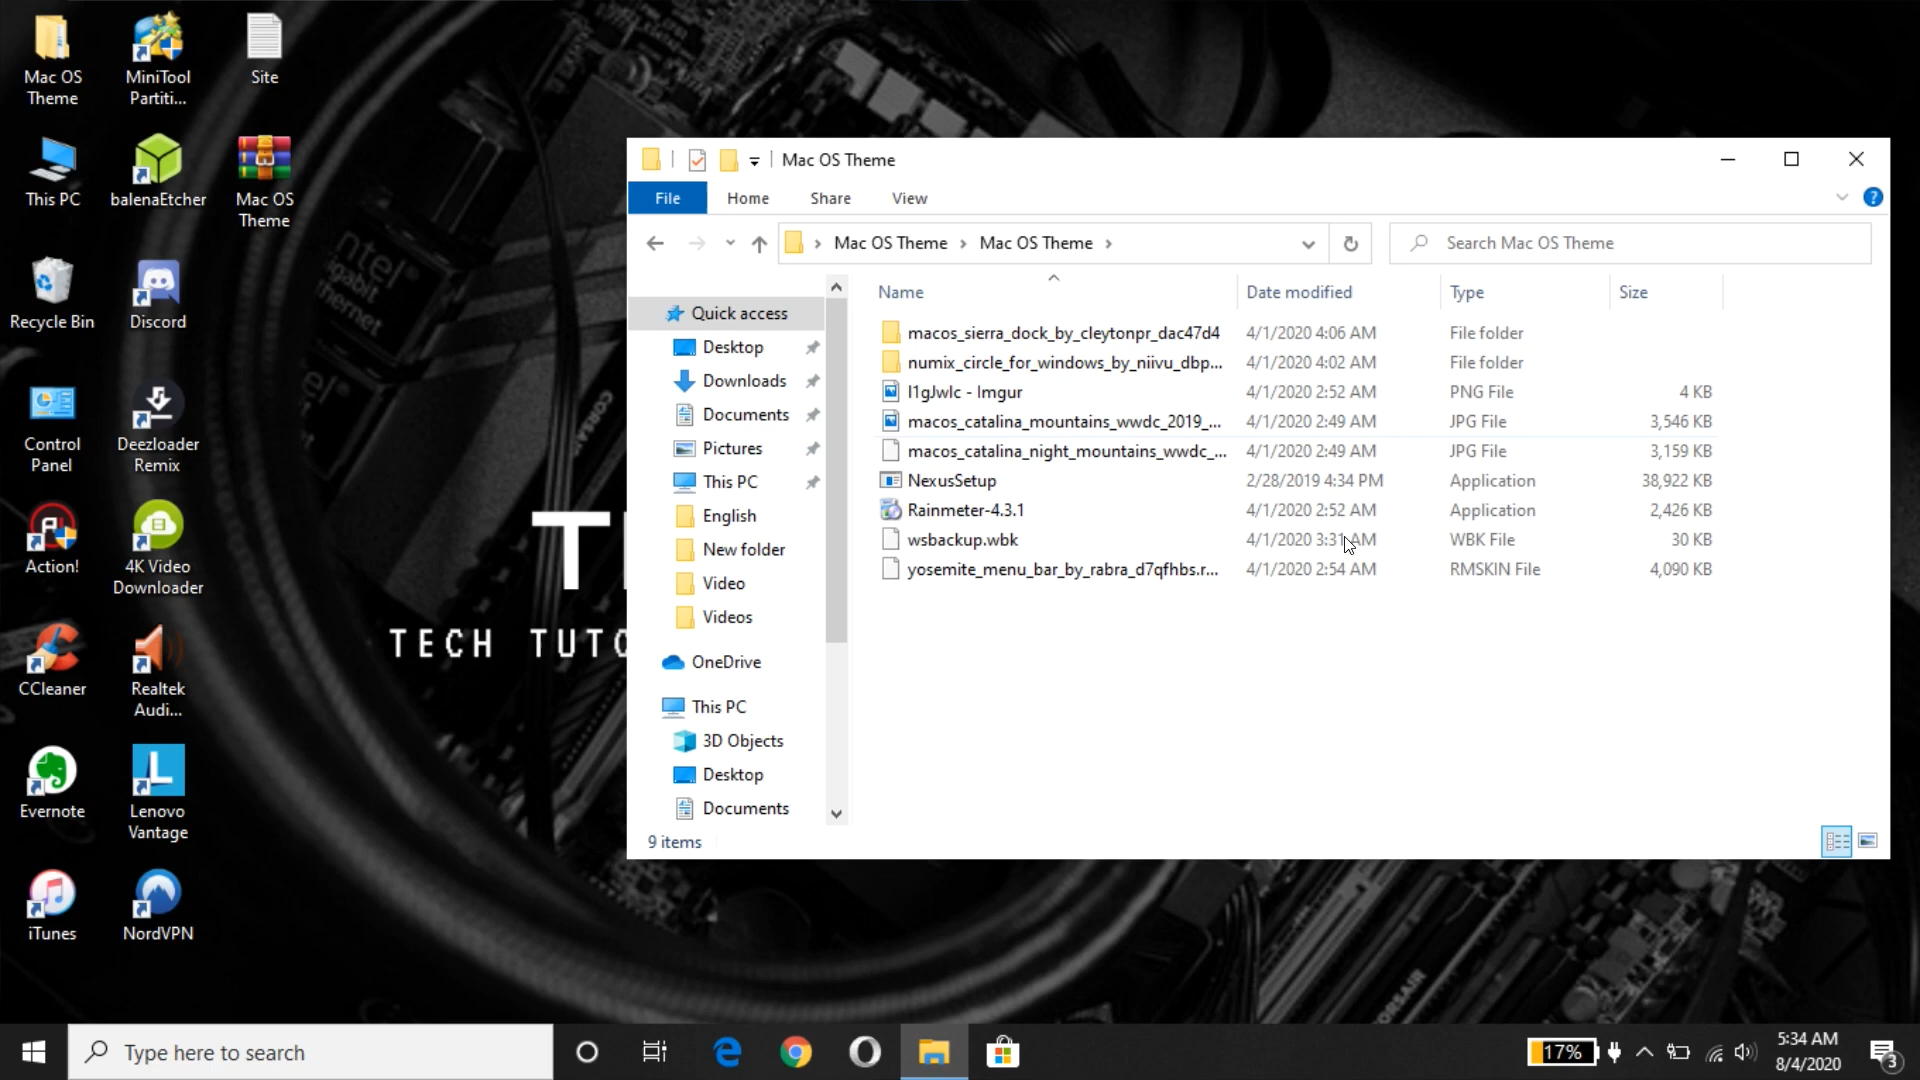 Mac OS
Theme
MiniTool
Partiti...
Site
This PC
balenaEtcher
Mac OS
Theme
Recycle Bin
Discord
Control
Panel
Deezloader
Remix
Action!
4K Video
Downloader
CCleaner
Realtek
Audi...
Evernote
Lenovo
Vantage
iTunes
NordVPN
ntel®
igabit
hernet
CORSAIR
T
TECH TUTO
CORSAIR
Mac OS Theme
File Home Share View
Mac OS Theme > Mac OS Theme >
Search Mac OS Theme
Quick access
Desktop
Downloads
Documents
Pictures
This PC
English
New folder
Video
Videos
OneDrive
This PC
3D Objects
Desktop
Documents
Name Date modified Type Size
macos_sierra_dock_by_cleytonpr_dac47d4 4/1/2020 4:06 AM File folder
numix_circle_for_windows_by_niivu_dbp... 4/1/2020 4:02 AM File folder
l1gJwlc - Imgur 4/1/2020 2:52 AM PNG File 4 KB
macos_catalina_mountains_wwdc_2019_... 4/1/2020 2:49 AM JPG File 3,546 KB
macos_catalina_night_mountains_wwdc_... 4/1/2020 2:49 AM JPG File 3,159 KB
NexusSetup 2/28/2019 4:34 PM Application 38,922 KB
Rainmeter-4.3.1 4/1/2020 2:52 AM Application 2,426 KB
wsbackup.wbk 4/1/2020 3:31 AM WBK File 30 KB
yosemite_menu_bar_by_rabra_d7qfhbs.r... 4/1/2020 2:54 AM RMSKIN File 4,090 KB
9 items
Type here to search
17%
5:34 AM
8/4/2020
3